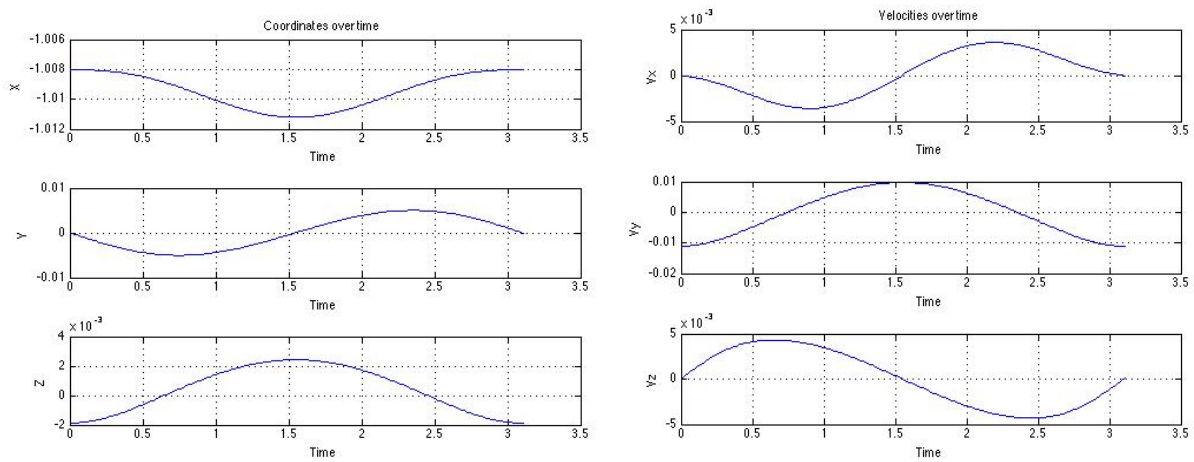 Coordinates overtime
-1.006
-1.008
-1.01
-1.012
X
0 0.5 1 1.5 2 2.5 3 3.5
Time
0.01
0
-0.01
Y
0 0.5 1 1.5 2 2.5 3 3.5
Time
x 10^-3
4
2
0
-2
Z
0 0.5 1 1.5 2 2.5 3 3.5
Time
Velocities overtime
x 10^-3
5
0
-5
Vx
0 0.5 1 1.5 2 2.5 3 3.5
Time
0.01
0
-0.01
-0.02
Vy
0 0.5 1 1.5 2 2.5 3 3.5
Time
x 10^-3
5
0
-5
Vz
0 0.5 1 1.5 2 2.5 3 3.5
Time